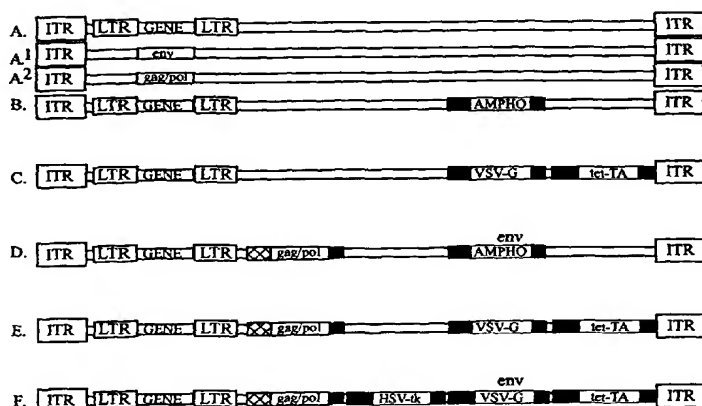 A. ITR LTR GENE LTR ITR
A.1 ITR env ITR
A.2 ITR gag/pol ITR
B. ITR LTR GENE LTR AMPHO ITR
C. ITR LTR GENE LTR VSV-G tet-TA ITR
env
D. ITR LTR GENE LTR gag/pol AMPHO ITR
E. ITR LTR GENE LTR gag/pol VSV-G tet-TA ITR
env
F. ITR LTR GENE LTR gag/pol HSV-tk VSV-G tet-TA ITR